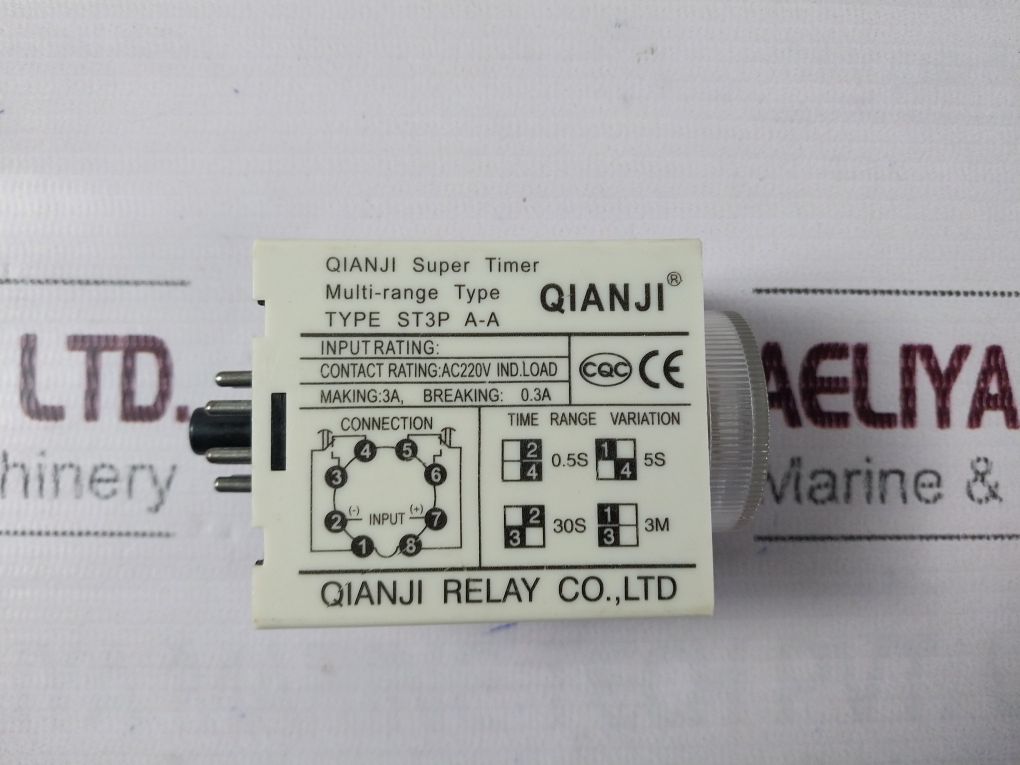 QIANJI Super Timer
Multi-range Type
TYPE ST3P A-A
QIANJI®
INPUT RATING:
CONTACT RATING:AC220V IND.LOAD
MAKING:3A, BREAKING: 0.3A
CQC CE
CONNECTION
4 5
3 6
2 (-) INPUT (+) 7
1 8
TIME RANGE VARIATION
2 4 0.5S 1 4 5S
2 3 30S 1 3 3M
QIANJI RELAY CO.,LTD
LTD.
hinery
AELIYA
Marine &